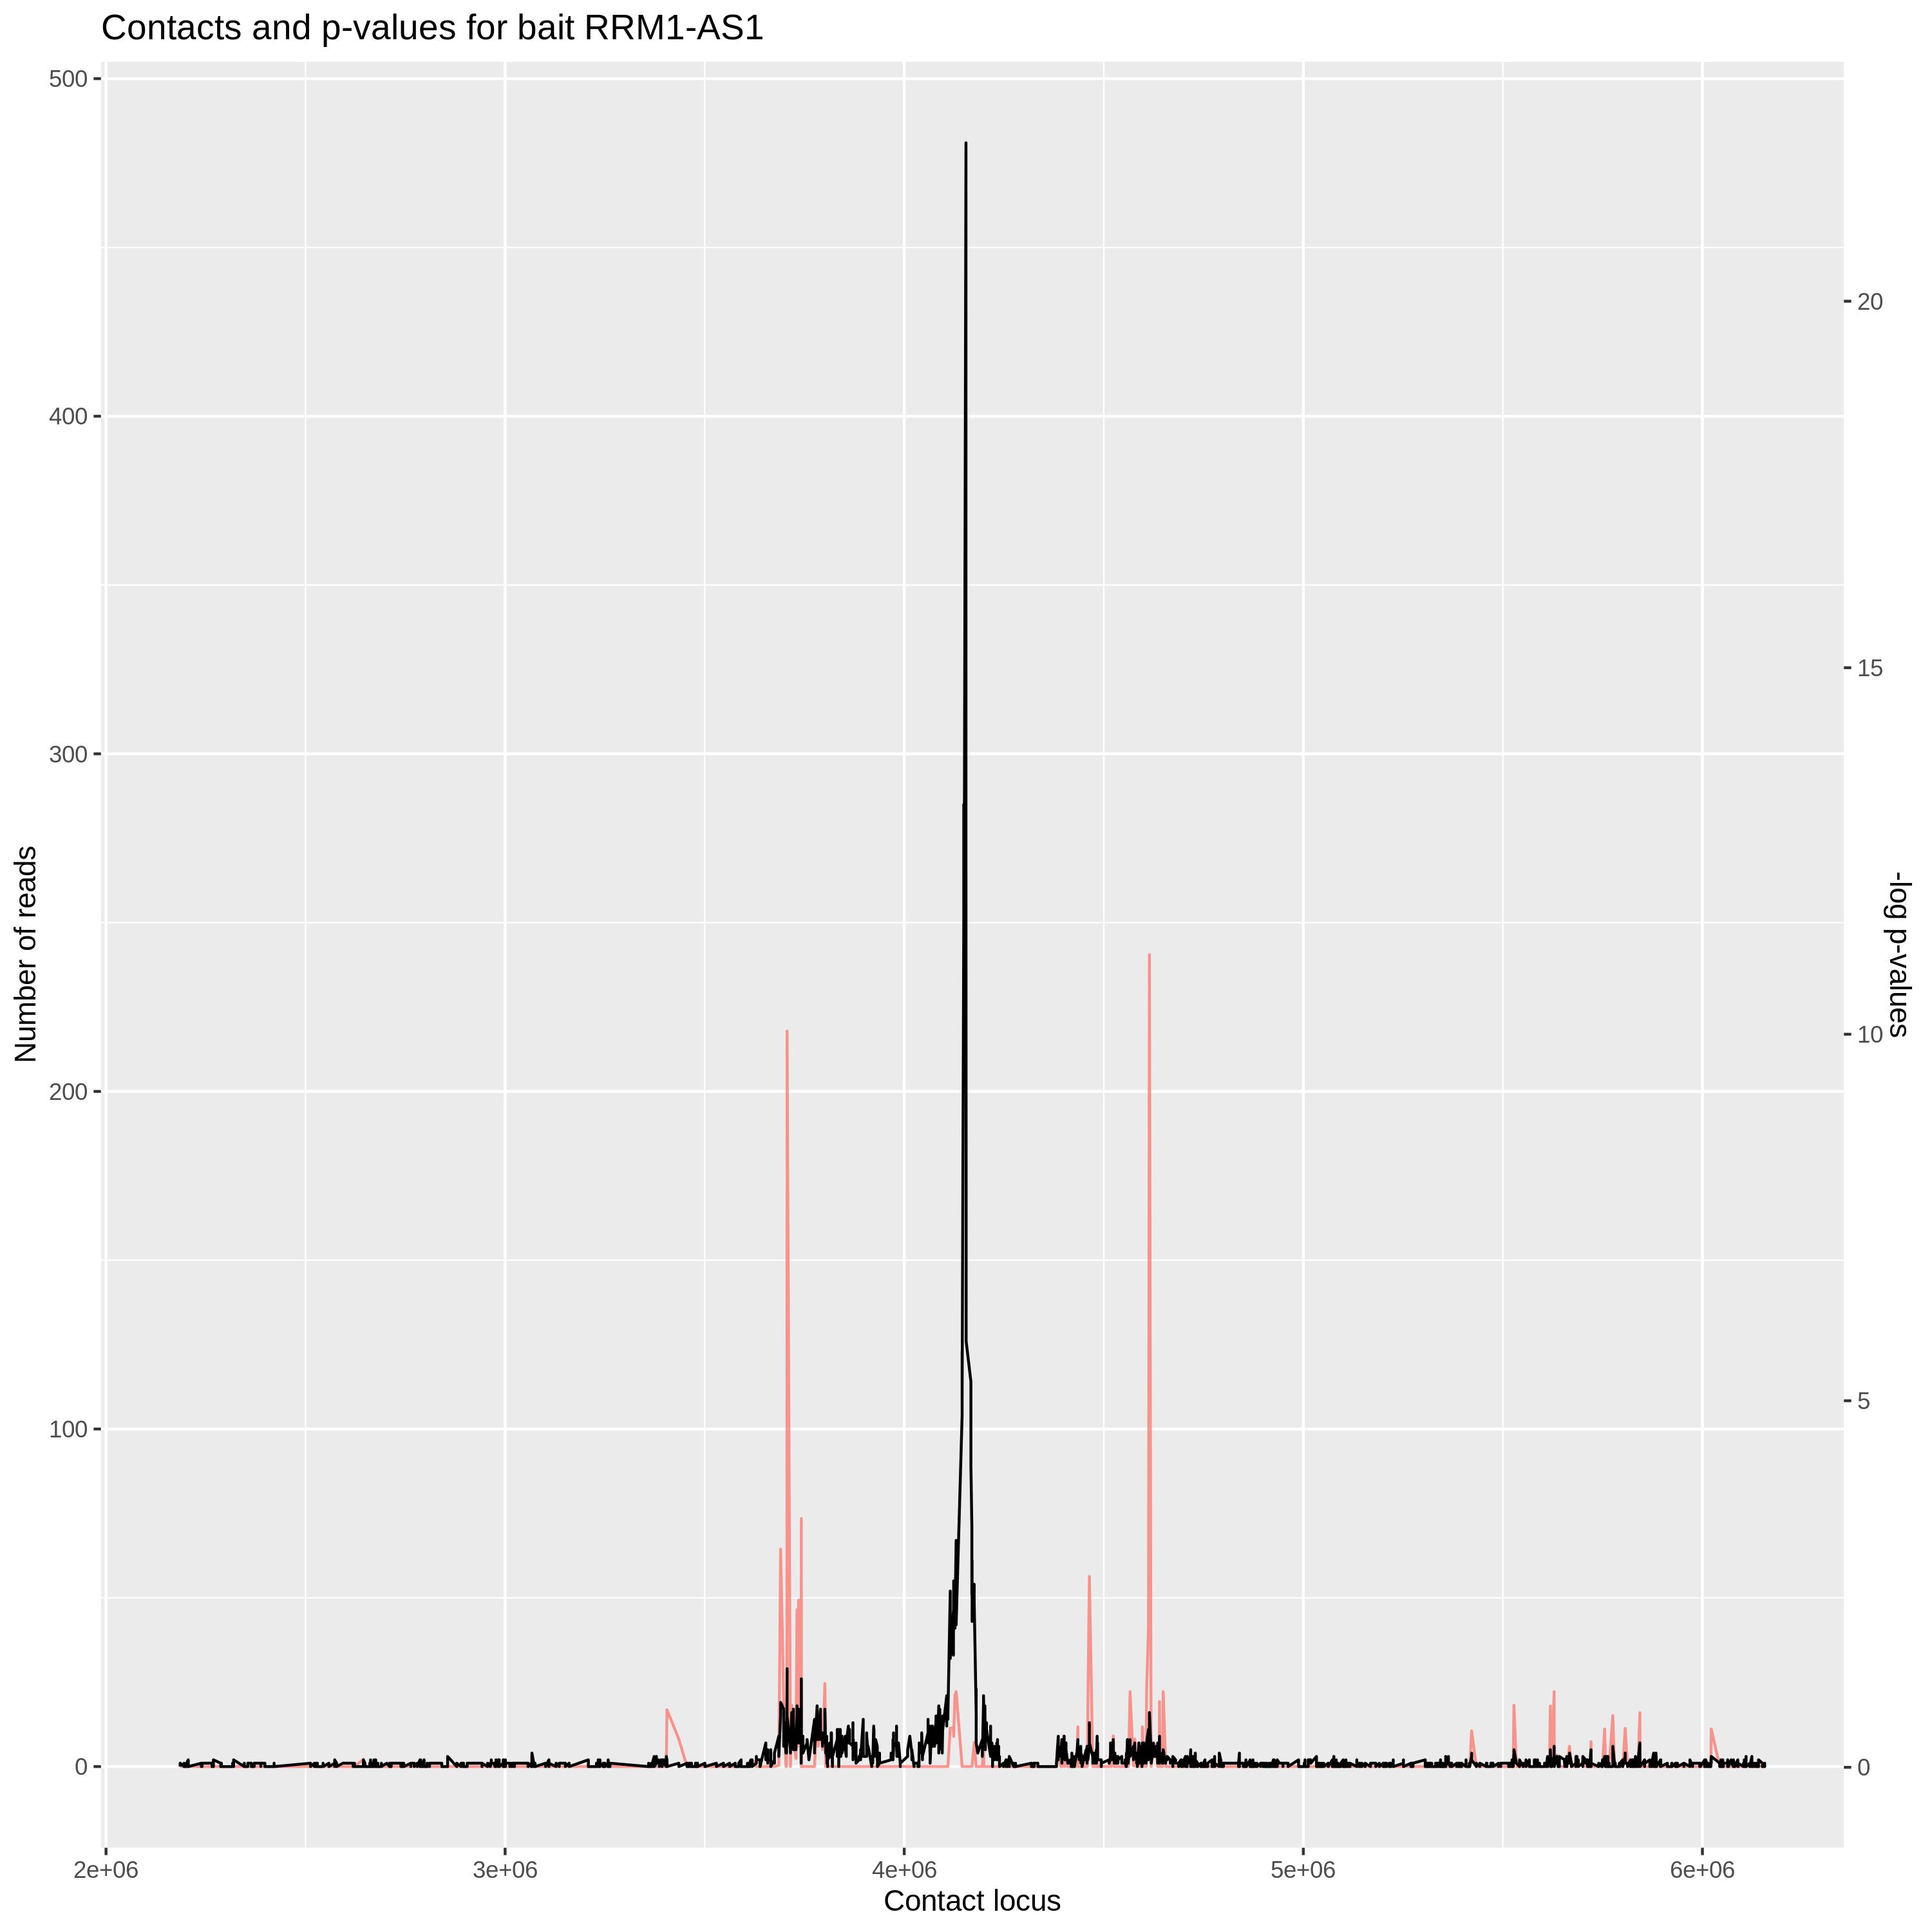 Contacts and p-values for bait RRM1-AS1
500
400
300
200
100
0
Number of reads
20
15
10
5
0
-log p-values
2e+06 3e+06 4e+06 5e+06 6e+06
Contact locus